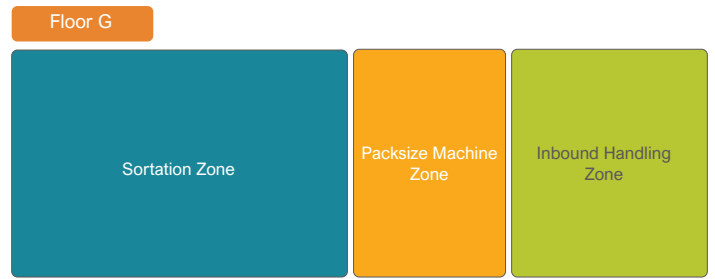 Floor G
Sortation Zone
Packsize Machine
Zone
Inbound Handling
Zone